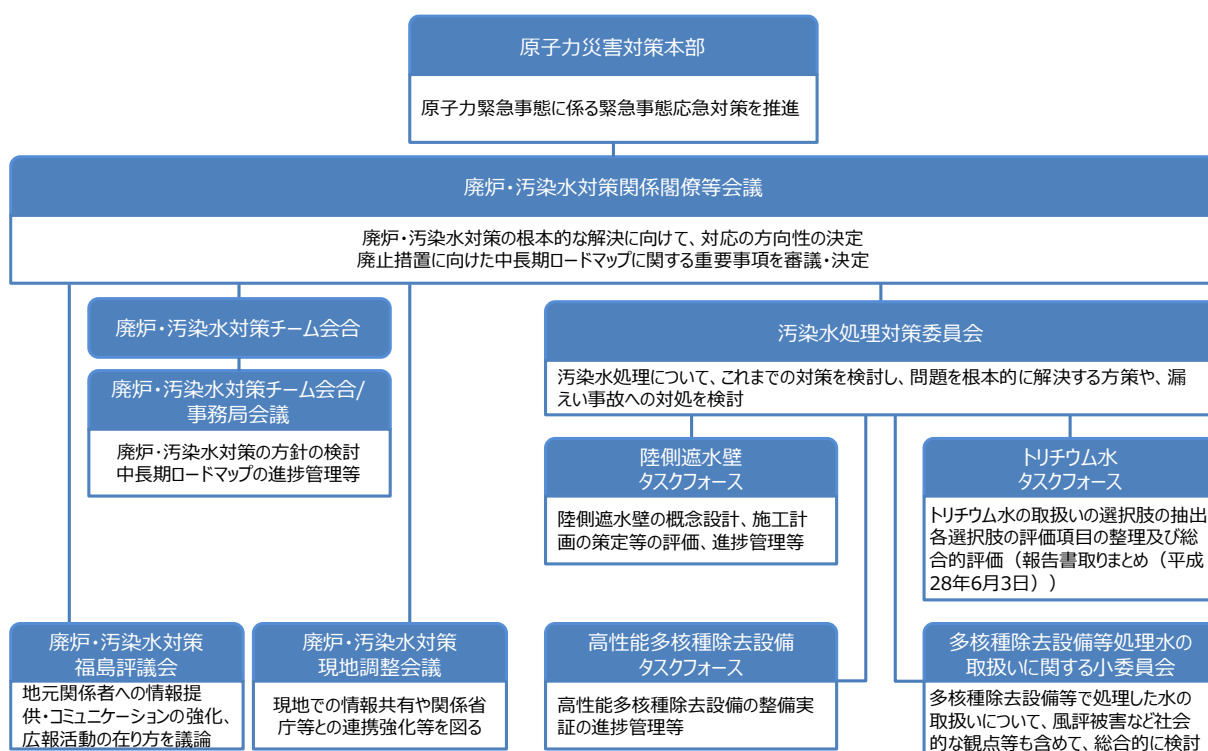 原子力災害対策本部
原子力緊急事態に係る緊急事態応急対策を推進
廃炉・汚染水対策関係閣僚等会議
廃炉・汚染水対策の根本的な解決に向けて、対応の方向性の決定
廃止措置に向けた中長期ロードマップに関する重要事項を審議・決定
廃炉・汚染水対策チーム会合
廃炉・汚染水対策チーム会合/
事務局会議
廃炉・汚染水対策の方針の検討
中長期ロードマップの進捗管理等
汚染水処理対策委員会
汚染水処理について、これまでの対策を検討し、問題を根本的に解決する方策や、漏
えい事故への対処を検討
陸側遮水壁
タスクフォース
陸側遮水壁の概念設計、施工計
画の策定等の評価、進捗管理等
トリチウム水
タスクフォース
トリチウム水の取扱いの選択肢の抽出
各選択肢の評価項目の整理及び総
合的評価（報告書取りまとめ（平成
28年6月3日））
廃炉・汚染水対策
福島評議会
地元関係者への情報提
供・コミュニケーションの強化、
広報活動の在り方を議論
廃炉・汚染水対策
現地調整会議
現地での情報共有や関係省
庁等との連携強化等を図る
高性能多核種除去設備
タスクフォース
高性能多核種除去設備の整備実
証の進捗管理等
多核種除去設備等処理水の
取扱いに関する小委員会
多核種除去設備等で処理した水の
取扱いについて、風評被害など社会
的な観点等も含めて、総合的に検討